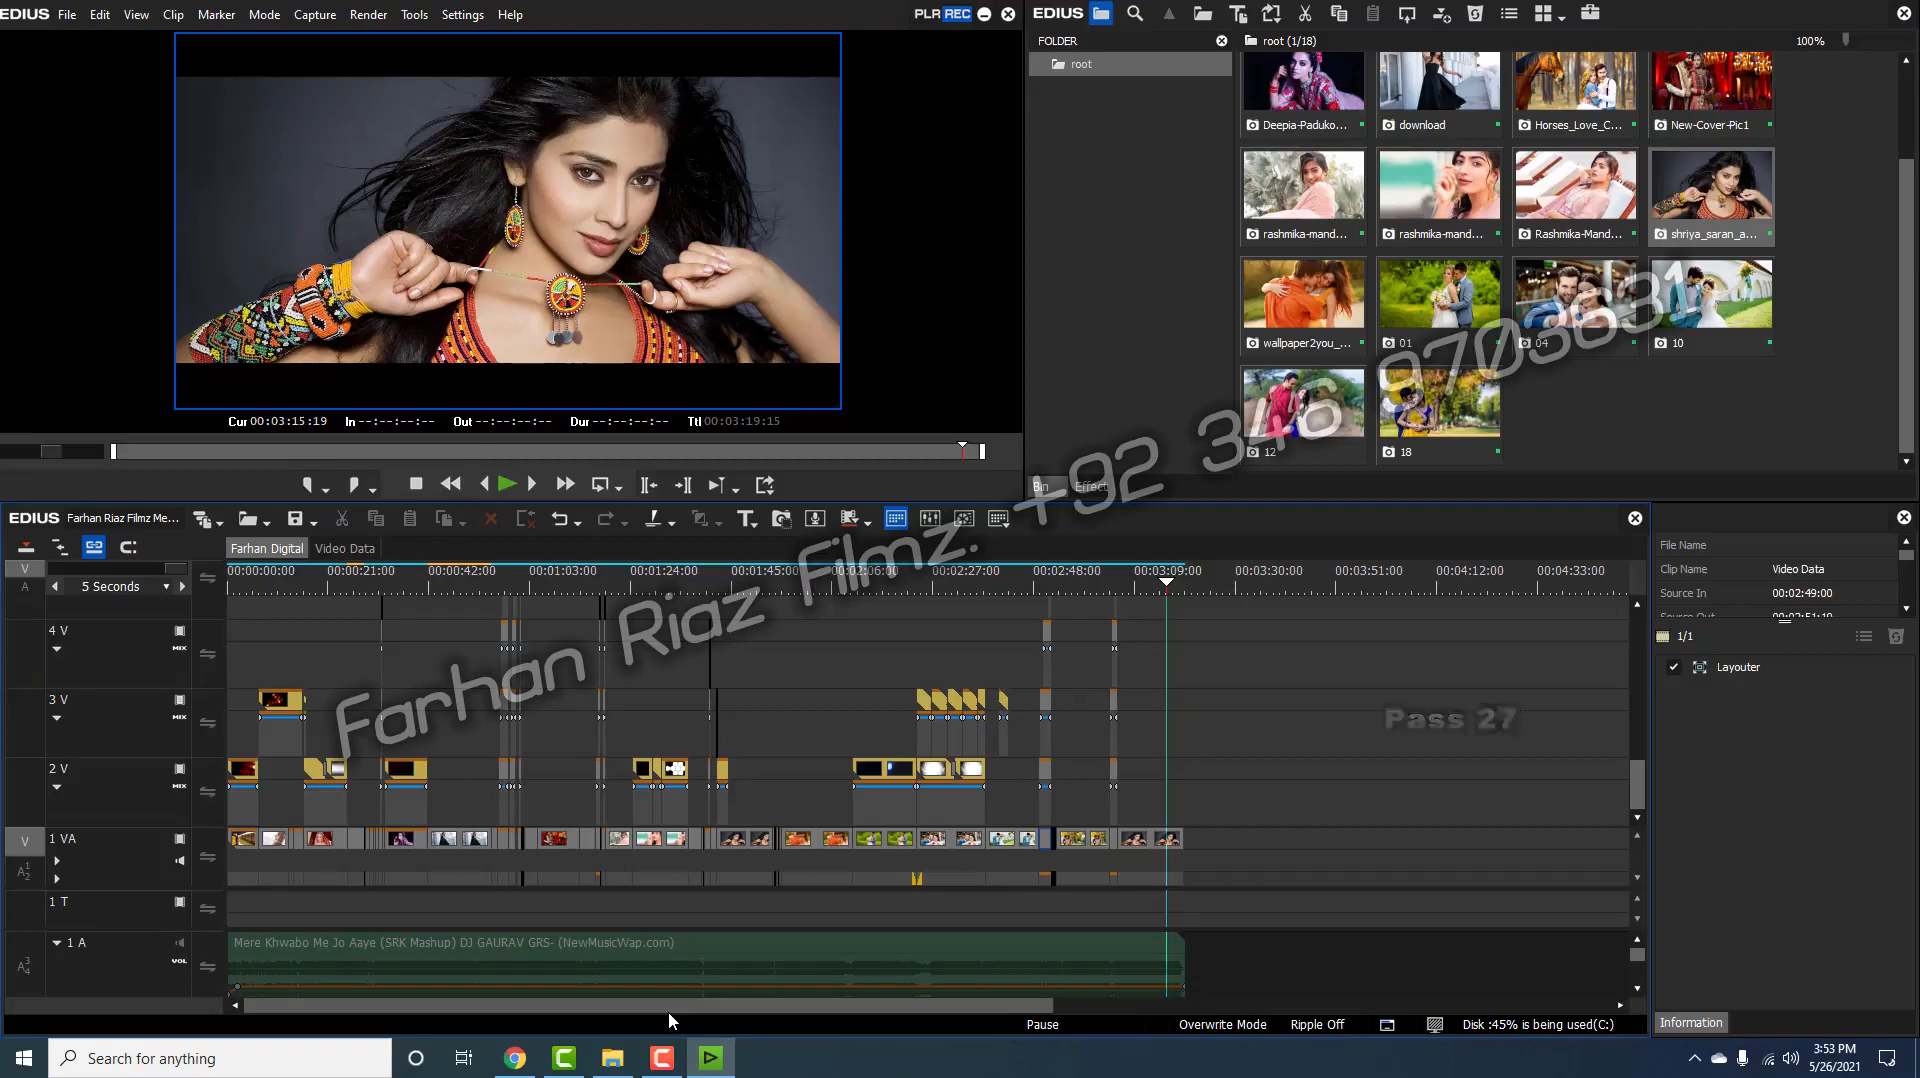 EDIUS File Edit View Clip Marker Mode Capture Render Tools Settings Help PLR REC
EDIUS
FOLDER
root (1/18) 100%
root
Deepia-Paduko... download Horses_Love_C... New-Cover-Pic1
rashmika-mand... rashmika-mand... Rashmika-Mand... shriya_saran_a...
wallpaper2you_... 01 04 10
12 18
Cur 00:03:15:19 In --:--:--:-- Out --:--:--:-- Dur --:--:--:-- Ttl 00:03:19:15
Bin Effect
Farhan Riaz Filmz. +92 346 9703631
Pass 27
EDIUS Farhan Riaz Filmz Me...
Farhan Digital Video Data
V
A
5 Seconds
00:00:00:00 00:00:21:00 00:00:42:00 00:01:03:00 00:01:24:00 00:01:45:00 00:02:06:00 00:02:27:00 00:02:48:00 00:03:09:00 00:03:30:00 00:03:51:00 00:04:12:00 00:04:33:00
4 V
MIX
3 V
MIX
2 V
MIX
V 1 VA
A 1 2
1 T
1 A
VOL
A 3 4
Mere Khwabo Me Jo Aaye (SRK Mashup) DJ GAURAV GRS- (NewMusicWap.com)
File Name
Clip Name Video Data
Source In 00:02:49:00
1/1
Layouter
Information
Pause Overwrite Mode Ripple Off Disk :45% is being used(C:)
Search for anything
3:53 PM
5/26/2021